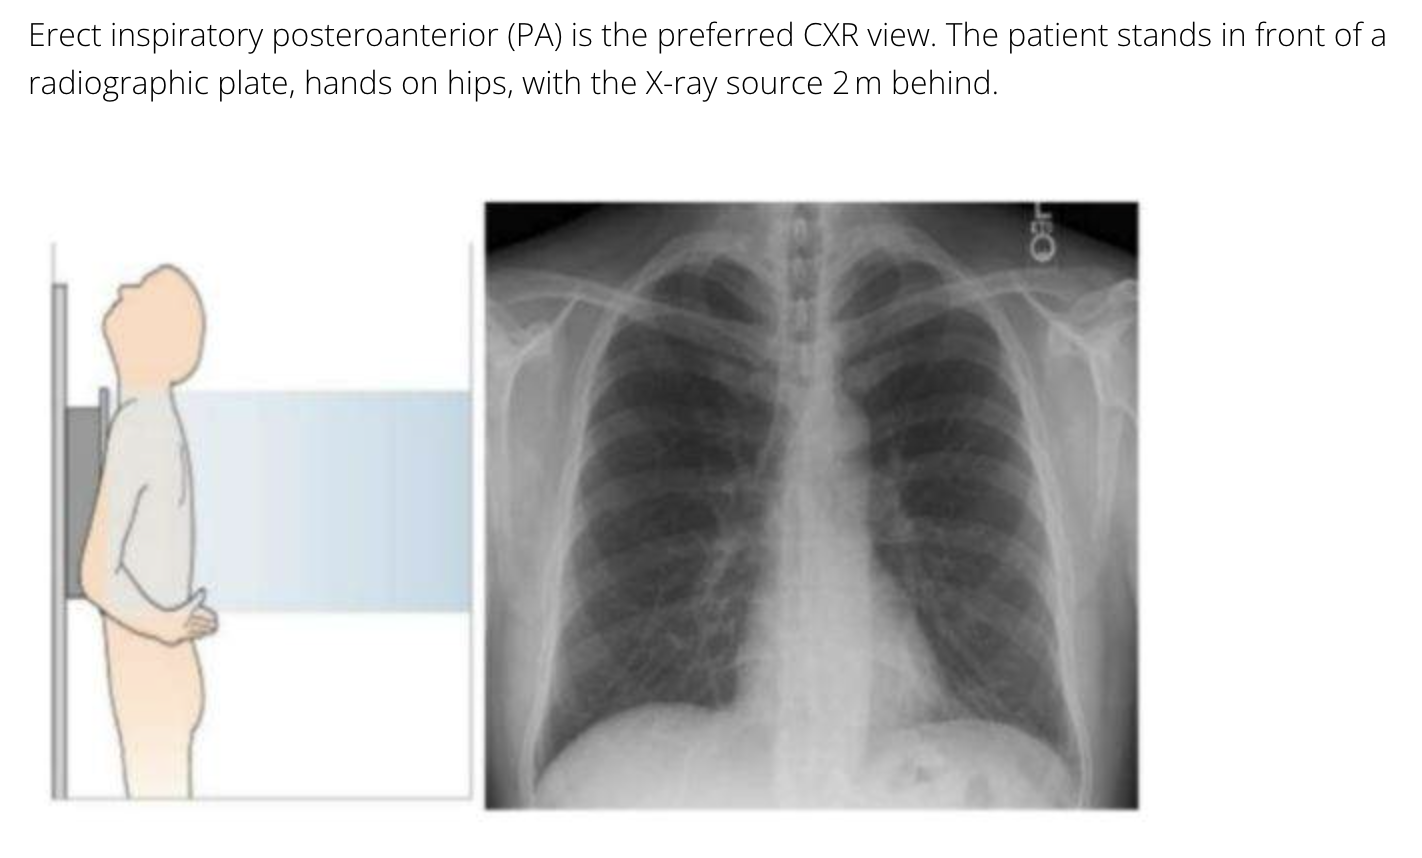 Erect inspiratory posteroanterior (PA) is the preferred CXR view. The patient stands in front of a
radiographic plate, hands on hips, with the X-ray source 2 m behind.